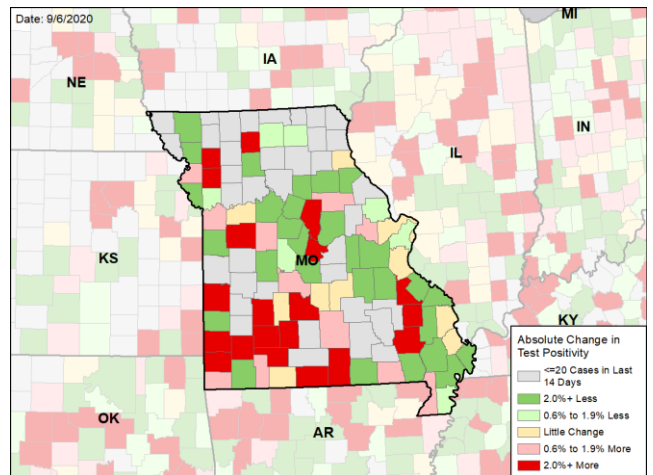 Date: 9/6/2020
MI
IA
NE
IN
IL
KS
MO
KY
OK
AR
Absolute Change in
Test Positivity
<=20 Cases in Last
14 Days
2.0%+ Less
0.6% to 1.9% Less
Little Change
0.6% to 1.9% More
2.0%+ More